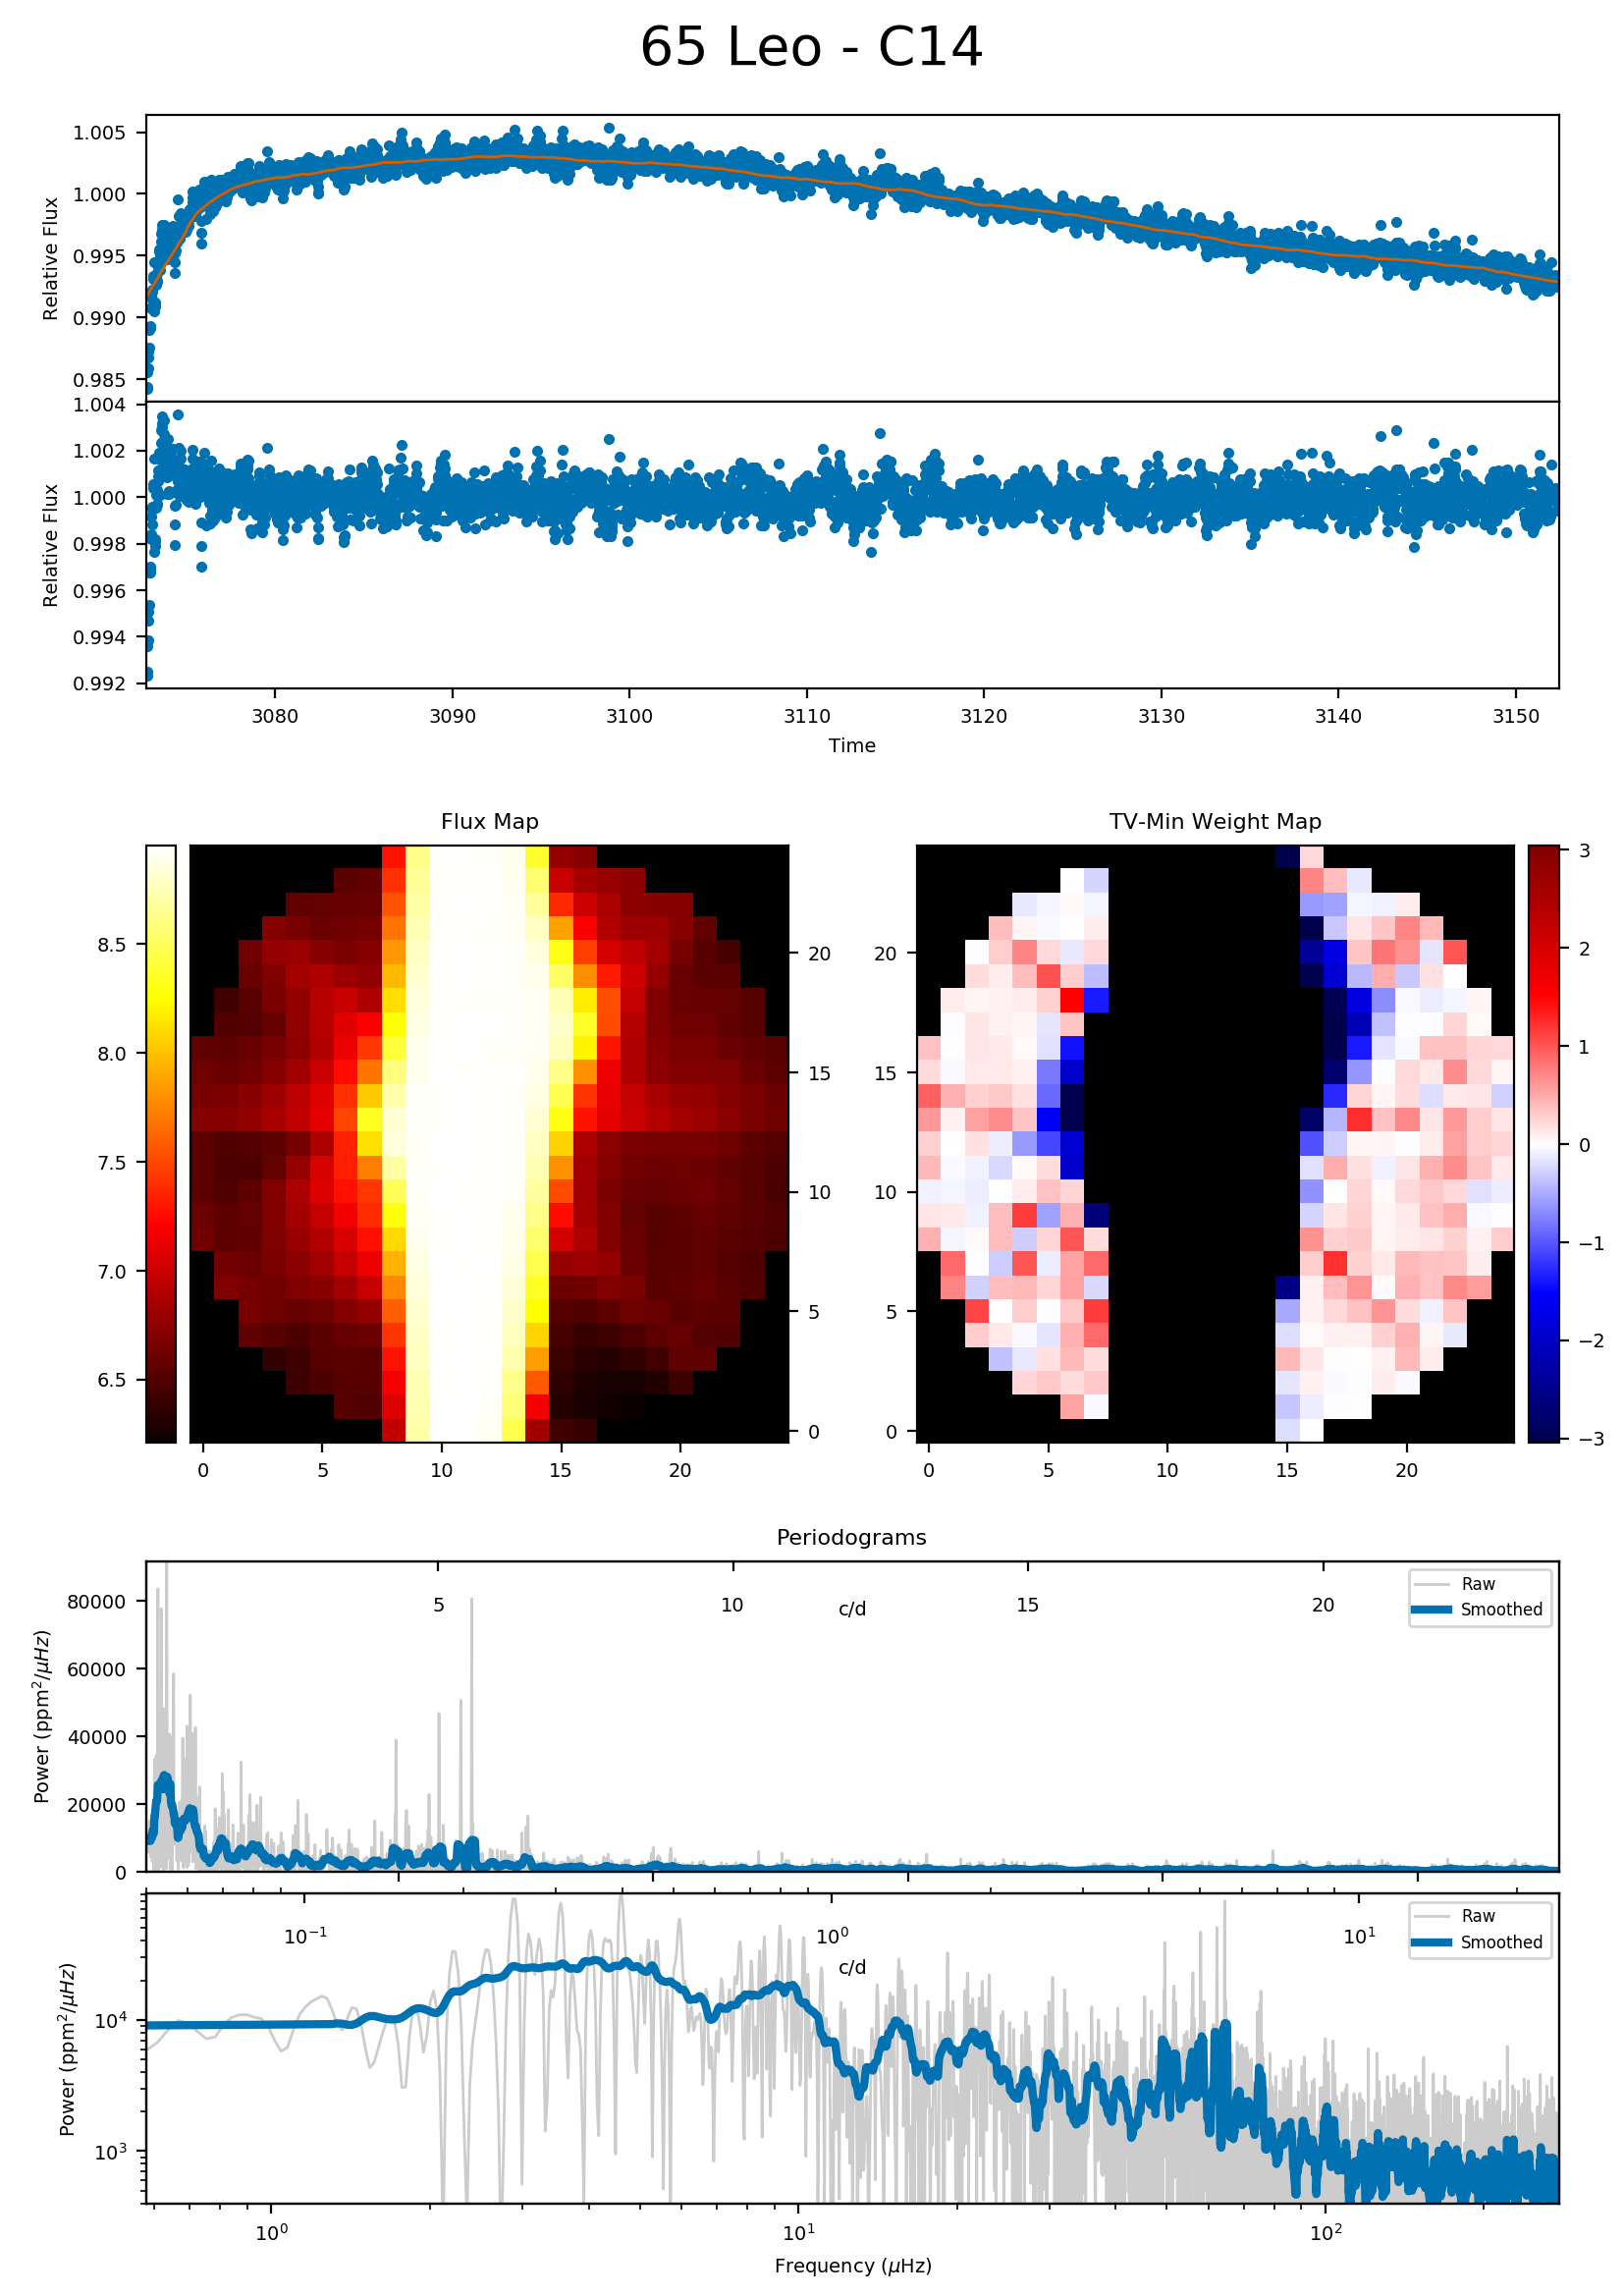 65 Leo - C14
1.005
1.000
0.995
0.990
0.985
Relative Flux
1.004
1.002
1.000
0.998
0.996
0.994
0.992
Relative Flux
3080 3090 3100 3110 3120 3130 3140 3150
Time
Flux Map
8.5
8.0
7.5
7.0
6.5
20
15
10
5
0
0 5 10 15 20
TV-Min Weight Map
20
15
10
5
0
0 5 10 15 20
3
2
1
0
−1
−2
−3
Periodograms
80000
60000
40000
20000
0
Power (ppm²/μHz)
5 10 15 20
c/d
Raw
Smoothed
10⁻¹ 10⁰ 10¹
c/d
Raw
Smoothed
10⁴
10³
Power (ppm²/μHz)
10⁰ 10¹ 10²
Frequency (μHz)